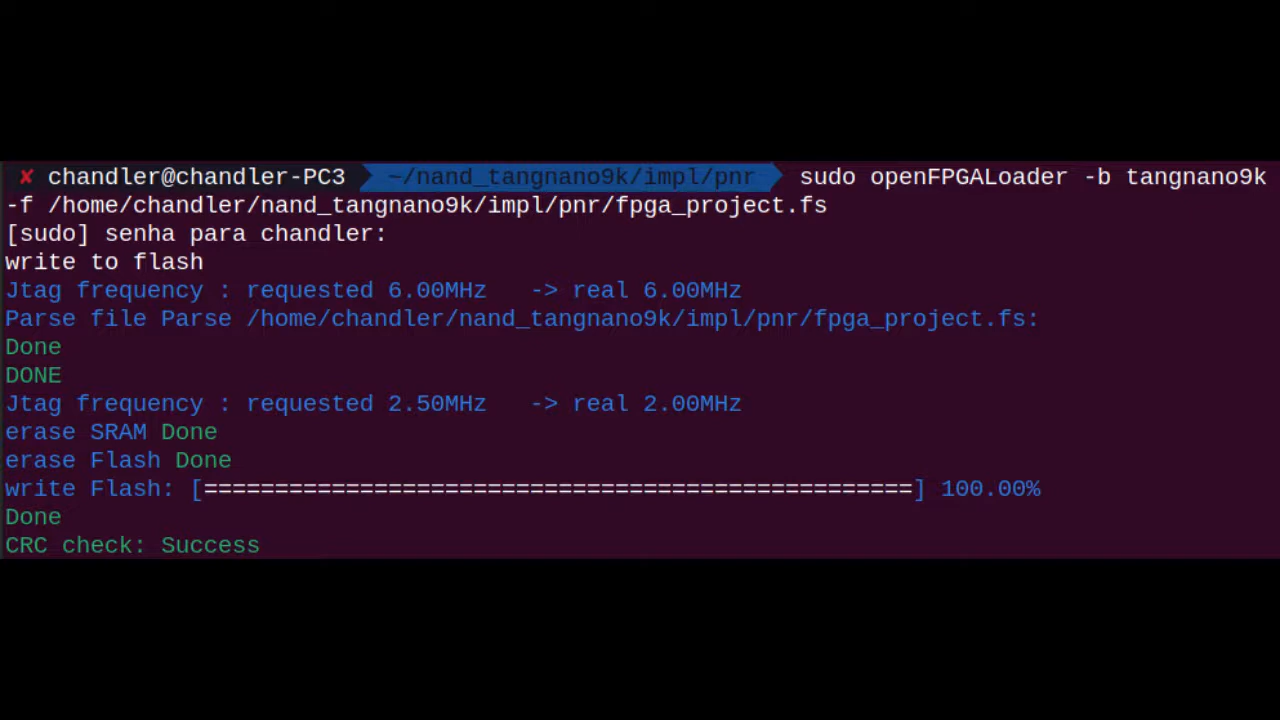 ✘ chandler@chandler-PC3 ~/nand_tangnano9k/impl/pnr sudo openFPGALoader -b tangnano9k
-f /home/chandler/nand_tangnano9k/impl/pnr/fpga_project.fs
[sudo] senha para chandler:
write to flash
Jtag frequency : requested 6.00MHz   -> real 6.00MHz
Parse file Parse /home/chandler/nand_tangnano9k/impl/pnr/fpga_project.fs:
Done
DONE
Jtag frequency : requested 2.50MHz   -> real 2.00MHz
erase SRAM Done
erase Flash Done
write Flash: [==================================================] 100.00%
Done
CRC check: Success